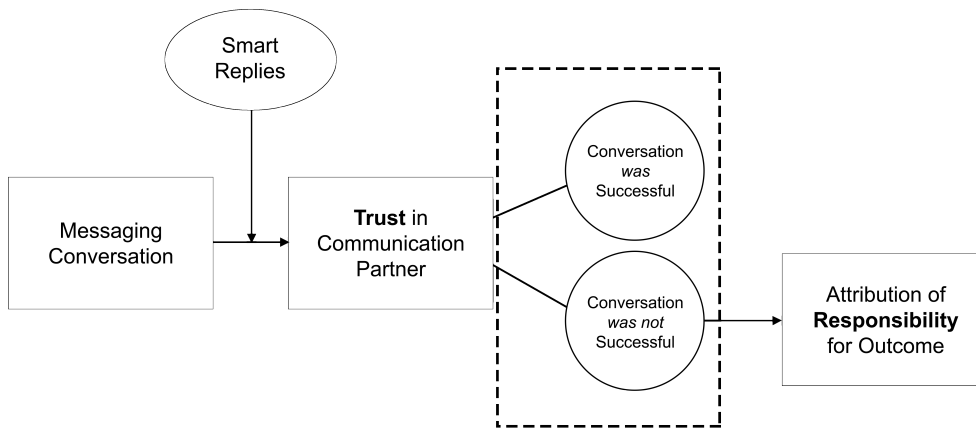 Smart
Replies
Messaging
Conversation
Trust in
Communication
Partner
Conversation
was
Successful
Conversation
was not
Successful
Attribution of
Responsibility
for Outcome